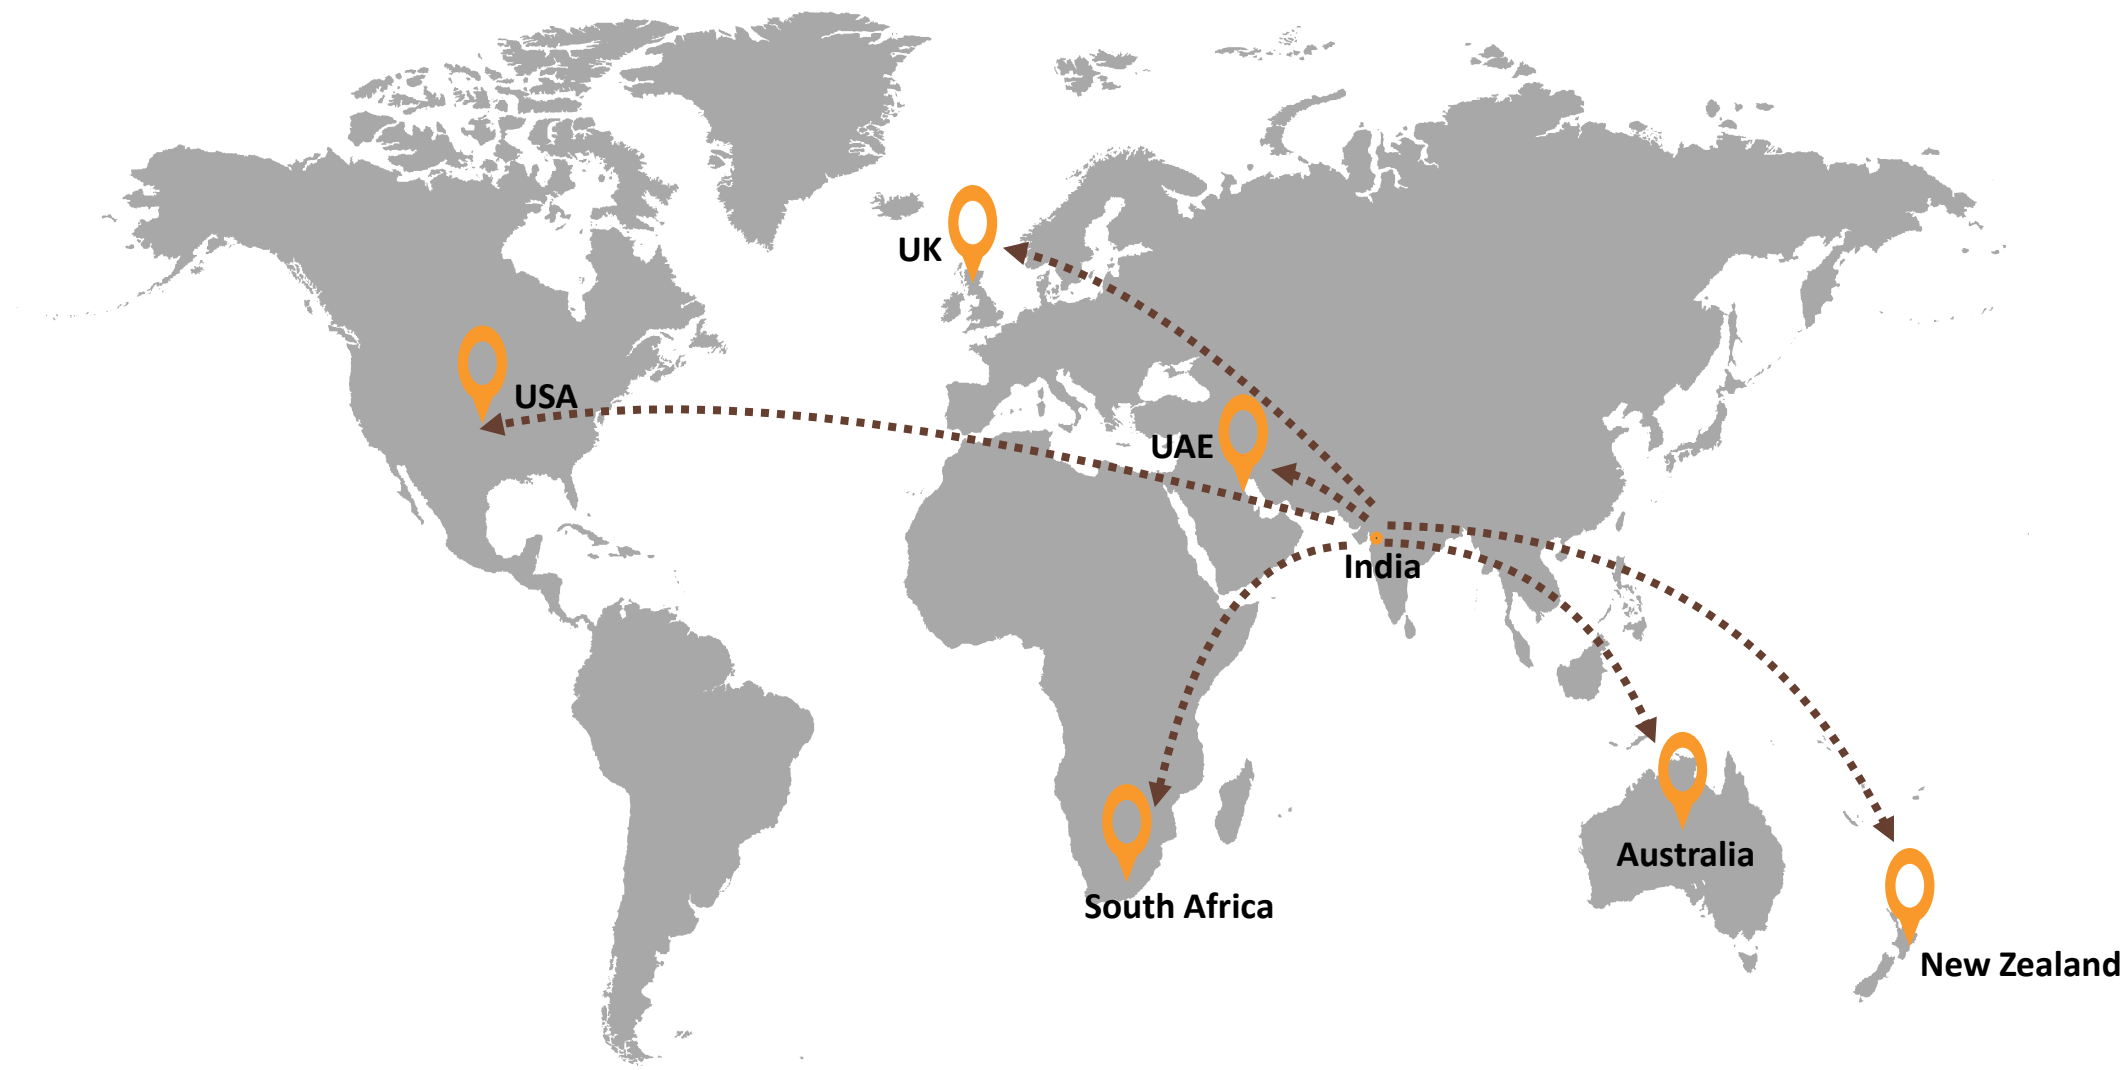 UK
USA
UAE
India
Australia
South Africa
New Zealand